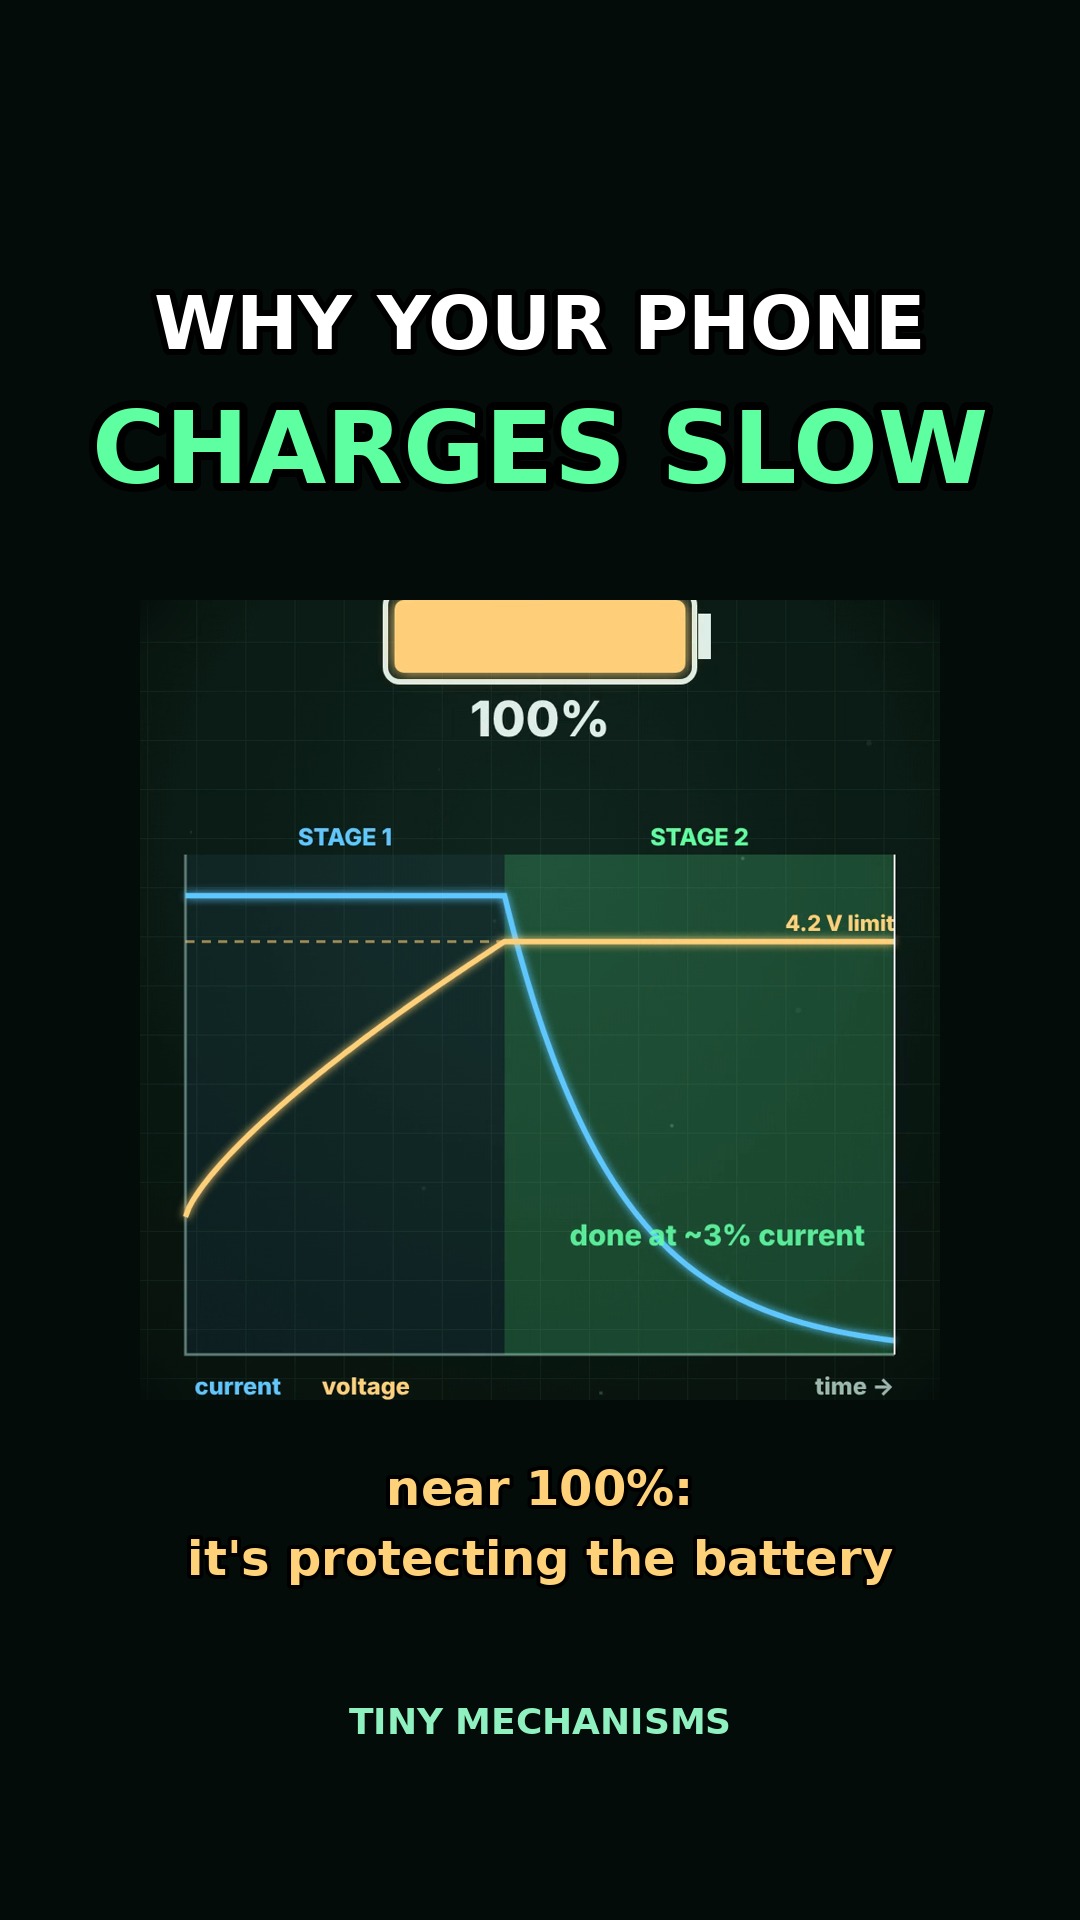 WHY YOUR PHONE
CHARGES SLOW
100%
STAGE 1
STAGE 2
4.2 V limit
done at ~3% current
current
voltage
time →
near 100%:
it's protecting the battery
TINY MECHANISMS